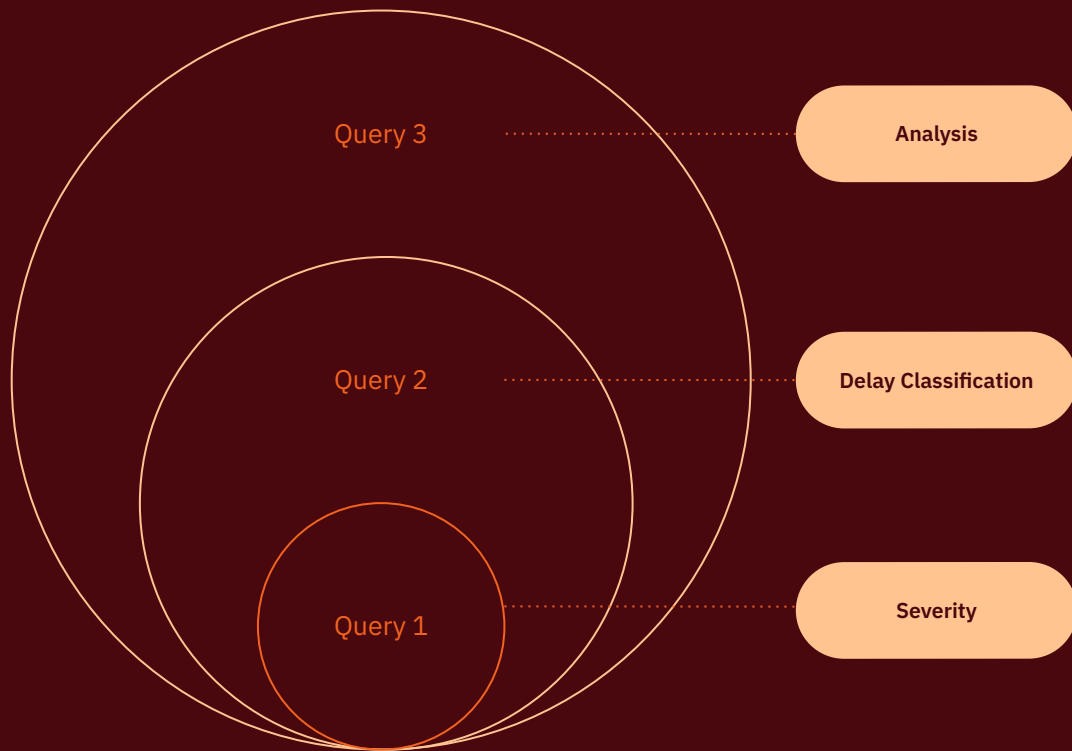 Query 3
Analysis
Query 2
Delay Classification
Query 1
Severity